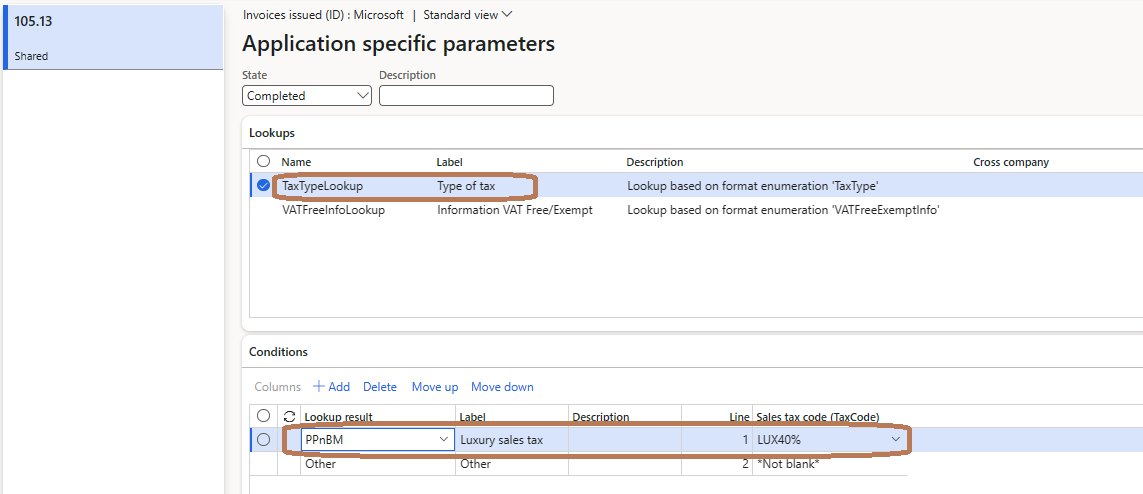 105.13
Shared
Invoices issued (ID) : Microsoft | Standard view
Application specific parameters
State Description
Completed
Lookups
Name Label Description Cross company
TaxTypeLookup Type of tax Lookup based on format enumeration 'TaxType'
VATFreeInfoLookup Information VAT Free/Exempt Lookup based on format enumeration 'VATFreeExemptInfo'
Conditions
Columns + Add Delete Move up Move down
Lookup result Label Description Line Sales tax code (TaxCode)
PPnBM Luxury sales tax 1 LUX40%
Other Other 2 *Not blank*